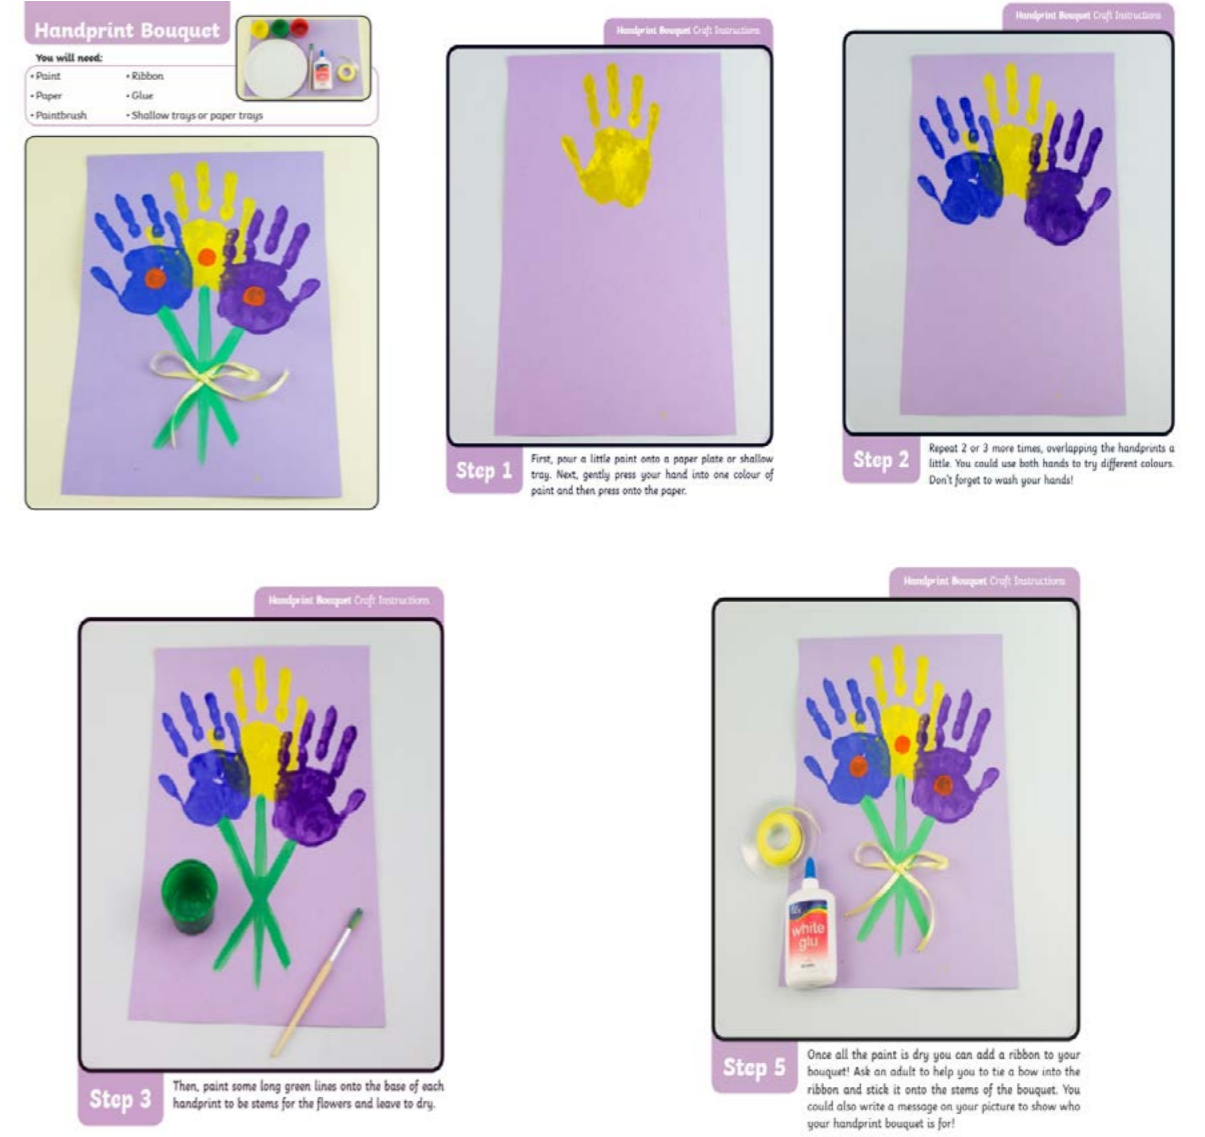 Handprint Bouquet
You will need:
• Paint
• Ribbon
• Paper
• Glue
• Paintbrush
• Shallow trays or paper trays
Handprint Bouquet Craft Instructions
Step 1
First, pour a little paint onto a paper plate or shallow
tray. Next, gently press your hand into one colour of
paint and then press onto the paper.
Handprint Bouquet Craft Instructions
Step 2
Repeat 2 or 3 more times, overlapping the handprints a
little. You could use both hands to try different colours.
Don't forget to wash your hands!
Handprint Bouquet Craft Instructions
Step 3
Then, paint some long green lines onto the base of each
handprint to be stems for the flowers and leave to dry.
Handprint Bouquet Craft Instructions
white
glu
Step 5
Once all the paint is dry you can add a ribbon to your
bouquet! Ask an adult to help you to tie a bow into the
ribbon and stick it onto the stems of the bouquet. You
could also write a message on your picture to show who
your handprint bouquet is for!